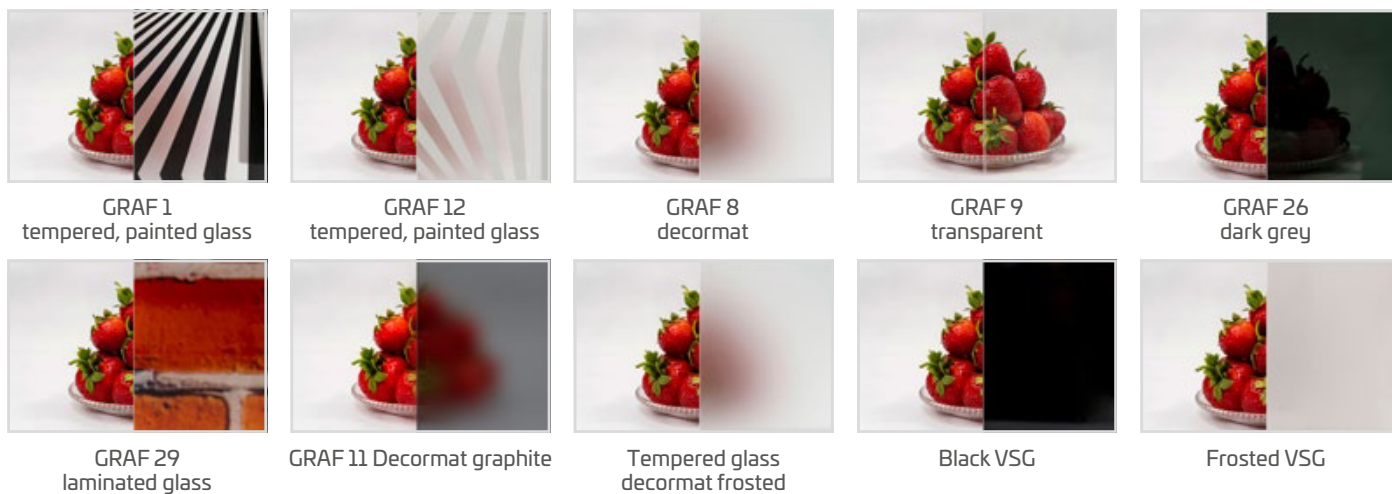 GRAF 1
tempered, painted glass
GRAF 12
tempered, painted glass
GRAF 8
decormat
GRAF 9
transparent
GRAF 26
dark grey
GRAF 29
laminated glass
GRAF 11 Decormat graphite
Tempered glass
decormat frosted
Black VSG
Frosted VSG